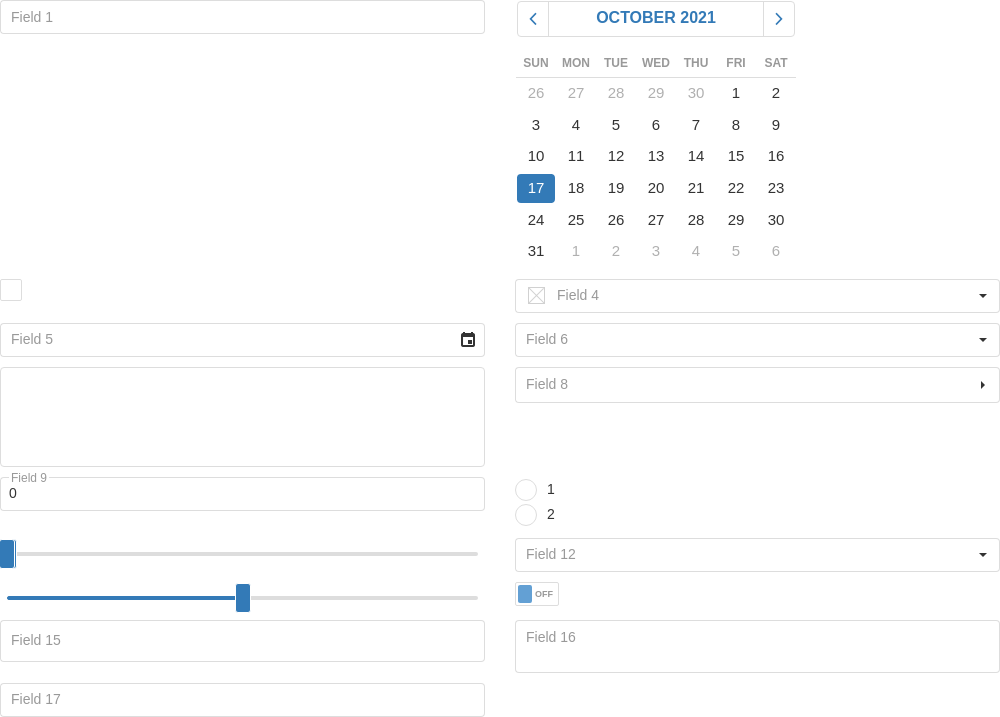 Field 1
OCTOBER 2021
SUN MON TUE WED THU FRI SAT
26 27 28 29 30 1 2
3 4 5 6 7 8 9
10 11 12 13 14 15 16
17 18 19 20 21 22 23
24 25 26 27 28 29 30
31 1 2 3 4 5 6
Field 4
Field 5
Field 6
Field 8
Field 9
0
1
2
Field 12
OFF
Field 15
Field 16
Field 17